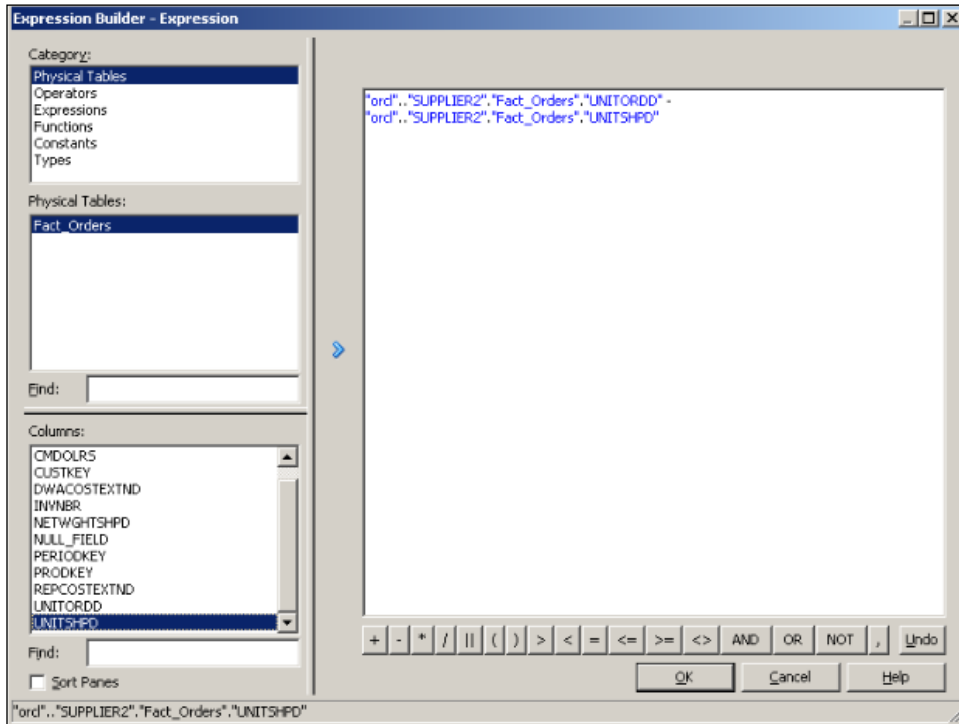 Expression Builder - Expression
Category:
Physical Tables
Operators
Expressions
Functions
Constants
Types
Physical Tables:
Fact_Orders
Find:
Columns:
CMDOLRS
CUSTKEY
DWACOSTEXTND
INVNBR
NETWGHTSHPD
NULL_FIELD
PERIODKEY
PRODKEY
REPCOSTEXTND
UNITORDD
UNITSHPD
Find:
Sort Panes
"orcl".."SUPPLIER2"."Fact_Orders"."UNITORDD" -
"orcl".."SUPPLIER2"."Fact_Orders"."UNITSHPD"
+ - * / || ( ) > < = <= >= <> AND OR NOT , Undo
OK Cancel Help
"orcl".."SUPPLIER2"."Fact_Orders"."UNITSHPD"